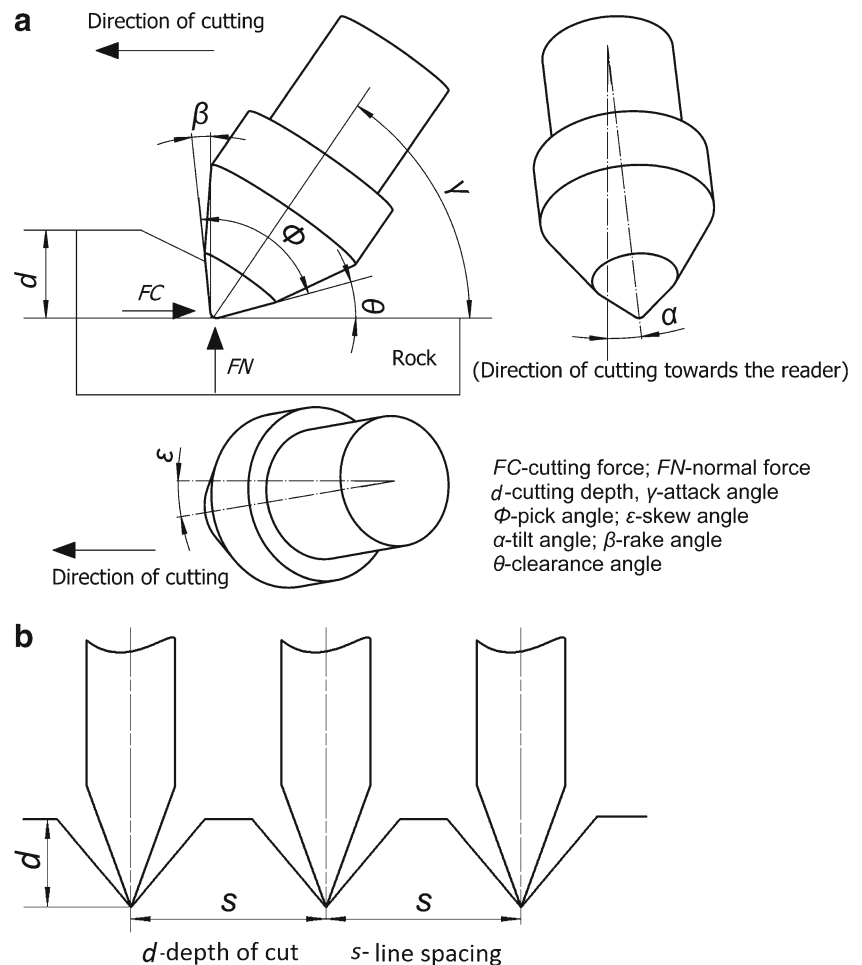 a
Direction of cutting
β
γ
Φ
d
FC
θ
FN
Rock
α
(Direction of cutting towards the reader)
ε
Direction of cutting
FC-cutting force; FN-normal force
d-cutting depth, γ-attack angle
Φ-pick angle; ε-skew angle
α-tilt angle; β-rake angle
θ-clearance angle
b
d
s
s
d-depth of cut
s- line spacing